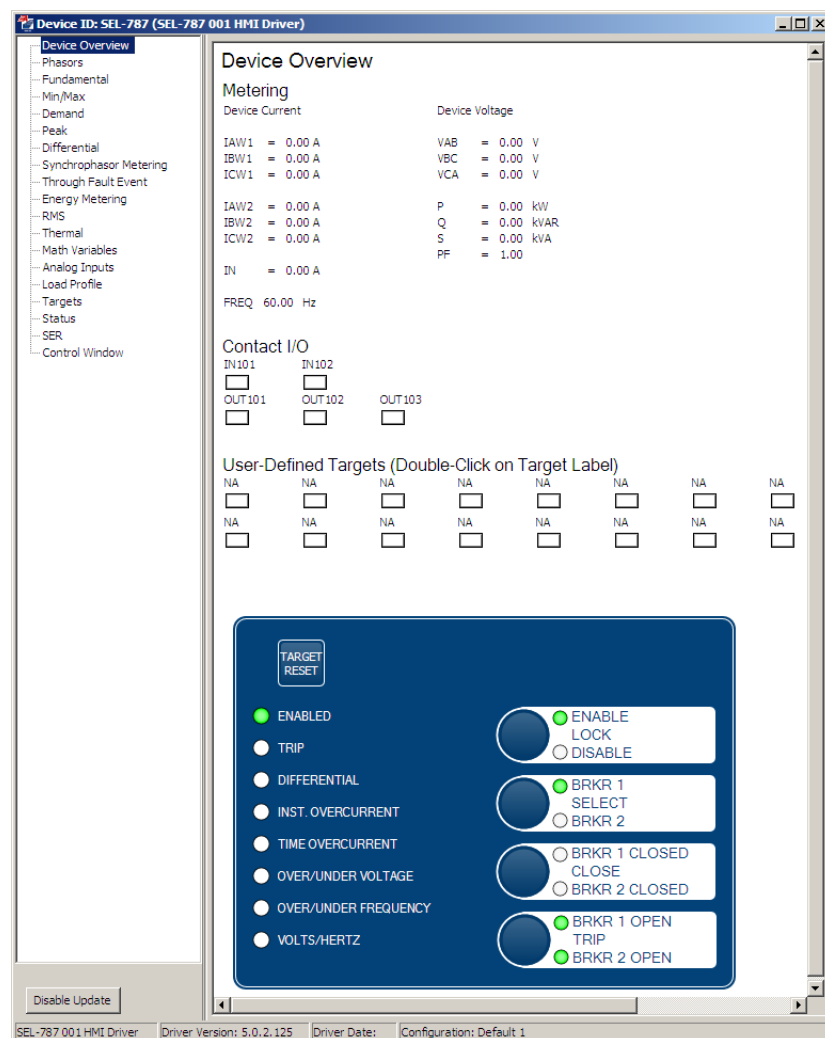 Device ID: SEL-787 (SEL-787 001 HMI Driver)
Device Overview
Phasors
Fundamental
Min/Max
Demand
Peak
Differential
Synchrophasor Metering
Through Fault Event
Energy Metering
RMS
Thermal
Math Variables
Analog Inputs
Load Profile
Targets
Status
SER
Control Window
Disable Update
Device Overview
Metering
Device Current Device Voltage
IAW1 = 0.00 A VAB = 0.00 V
IBW1 = 0.00 A VBC = 0.00 V
ICW1 = 0.00 A VCA = 0.00 V
IAW2 = 0.00 A P = 0.00 kW
IBW2 = 0.00 A Q = 0.00 kVAR
ICW2 = 0.00 A S = 0.00 kVA
PF = 1.00
IN = 0.00 A
FREQ 60.00 Hz
Contact I/O
IN101 IN102
OUT101 OUT102 OUT103
User-Defined Targets (Double-Click on Target Label)
NA NA NA NA NA NA NA NA
NA NA NA NA NA NA NA NA
TARGET
RESET
ENABLED
TRIP
DIFFERENTIAL
INST. OVERCURRENT
TIME OVERCURRENT
OVER/UNDER VOLTAGE
OVER/UNDER FREQUENCY
VOLTS/HERTZ
ENABLE
LOCK
DISABLE
BRKR 1
SELECT
BRKR 2
BRKR 1 CLOSED
CLOSE
BRKR 2 CLOSED
BRKR 1 OPEN
TRIP
BRKR 2 OPEN
SEL-787 001 HMI Driver Driver Version: 5.0.2.125 Driver Date: Configuration: Default 1